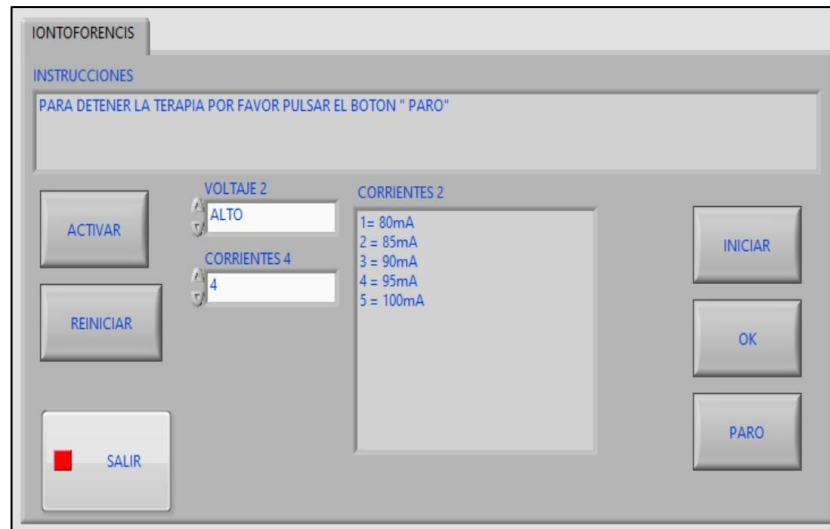 IONTOFORENCIS
INSTRUCCIONES
PARA DETENER LA TERAPIA POR FAVOR PULSAR EL BOTON " PARO"
ACTIVAR
REINICIAR
SALIR
VOLTAJE 2
ALTO
CORRIENTES 4
4
CORRIENTES 2
1= 80mA
2 = 85mA
3 = 90mA
4 = 95mA
5 = 100mA
INICIAR
OK
PARO